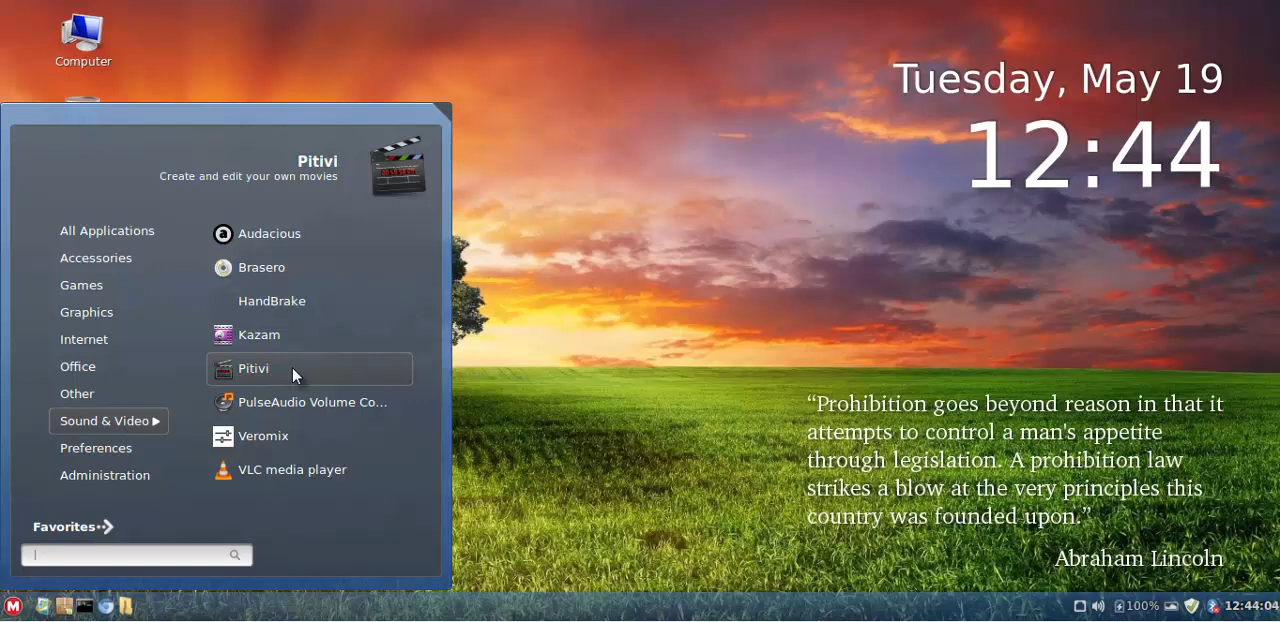 Computer
Tuesday, May 19
12:44
Pitivi
Create and edit your own movies
All Applications
Accessories
Games
Graphics
Internet
Office
Other
Sound & Video
Preferences
Administration
Audacious
Brasero
HandBrake
Kazam
Pitivi
PulseAudio Volume Co...
Veromix
VLC media player
Favorites
“Prohibition goes beyond reason in that it
attempts to control a man's appetite
through legislation. A prohibition law
strikes a blow at the very principles this
country was founded upon.”
Abraham Lincoln
M
100%
12:44:04